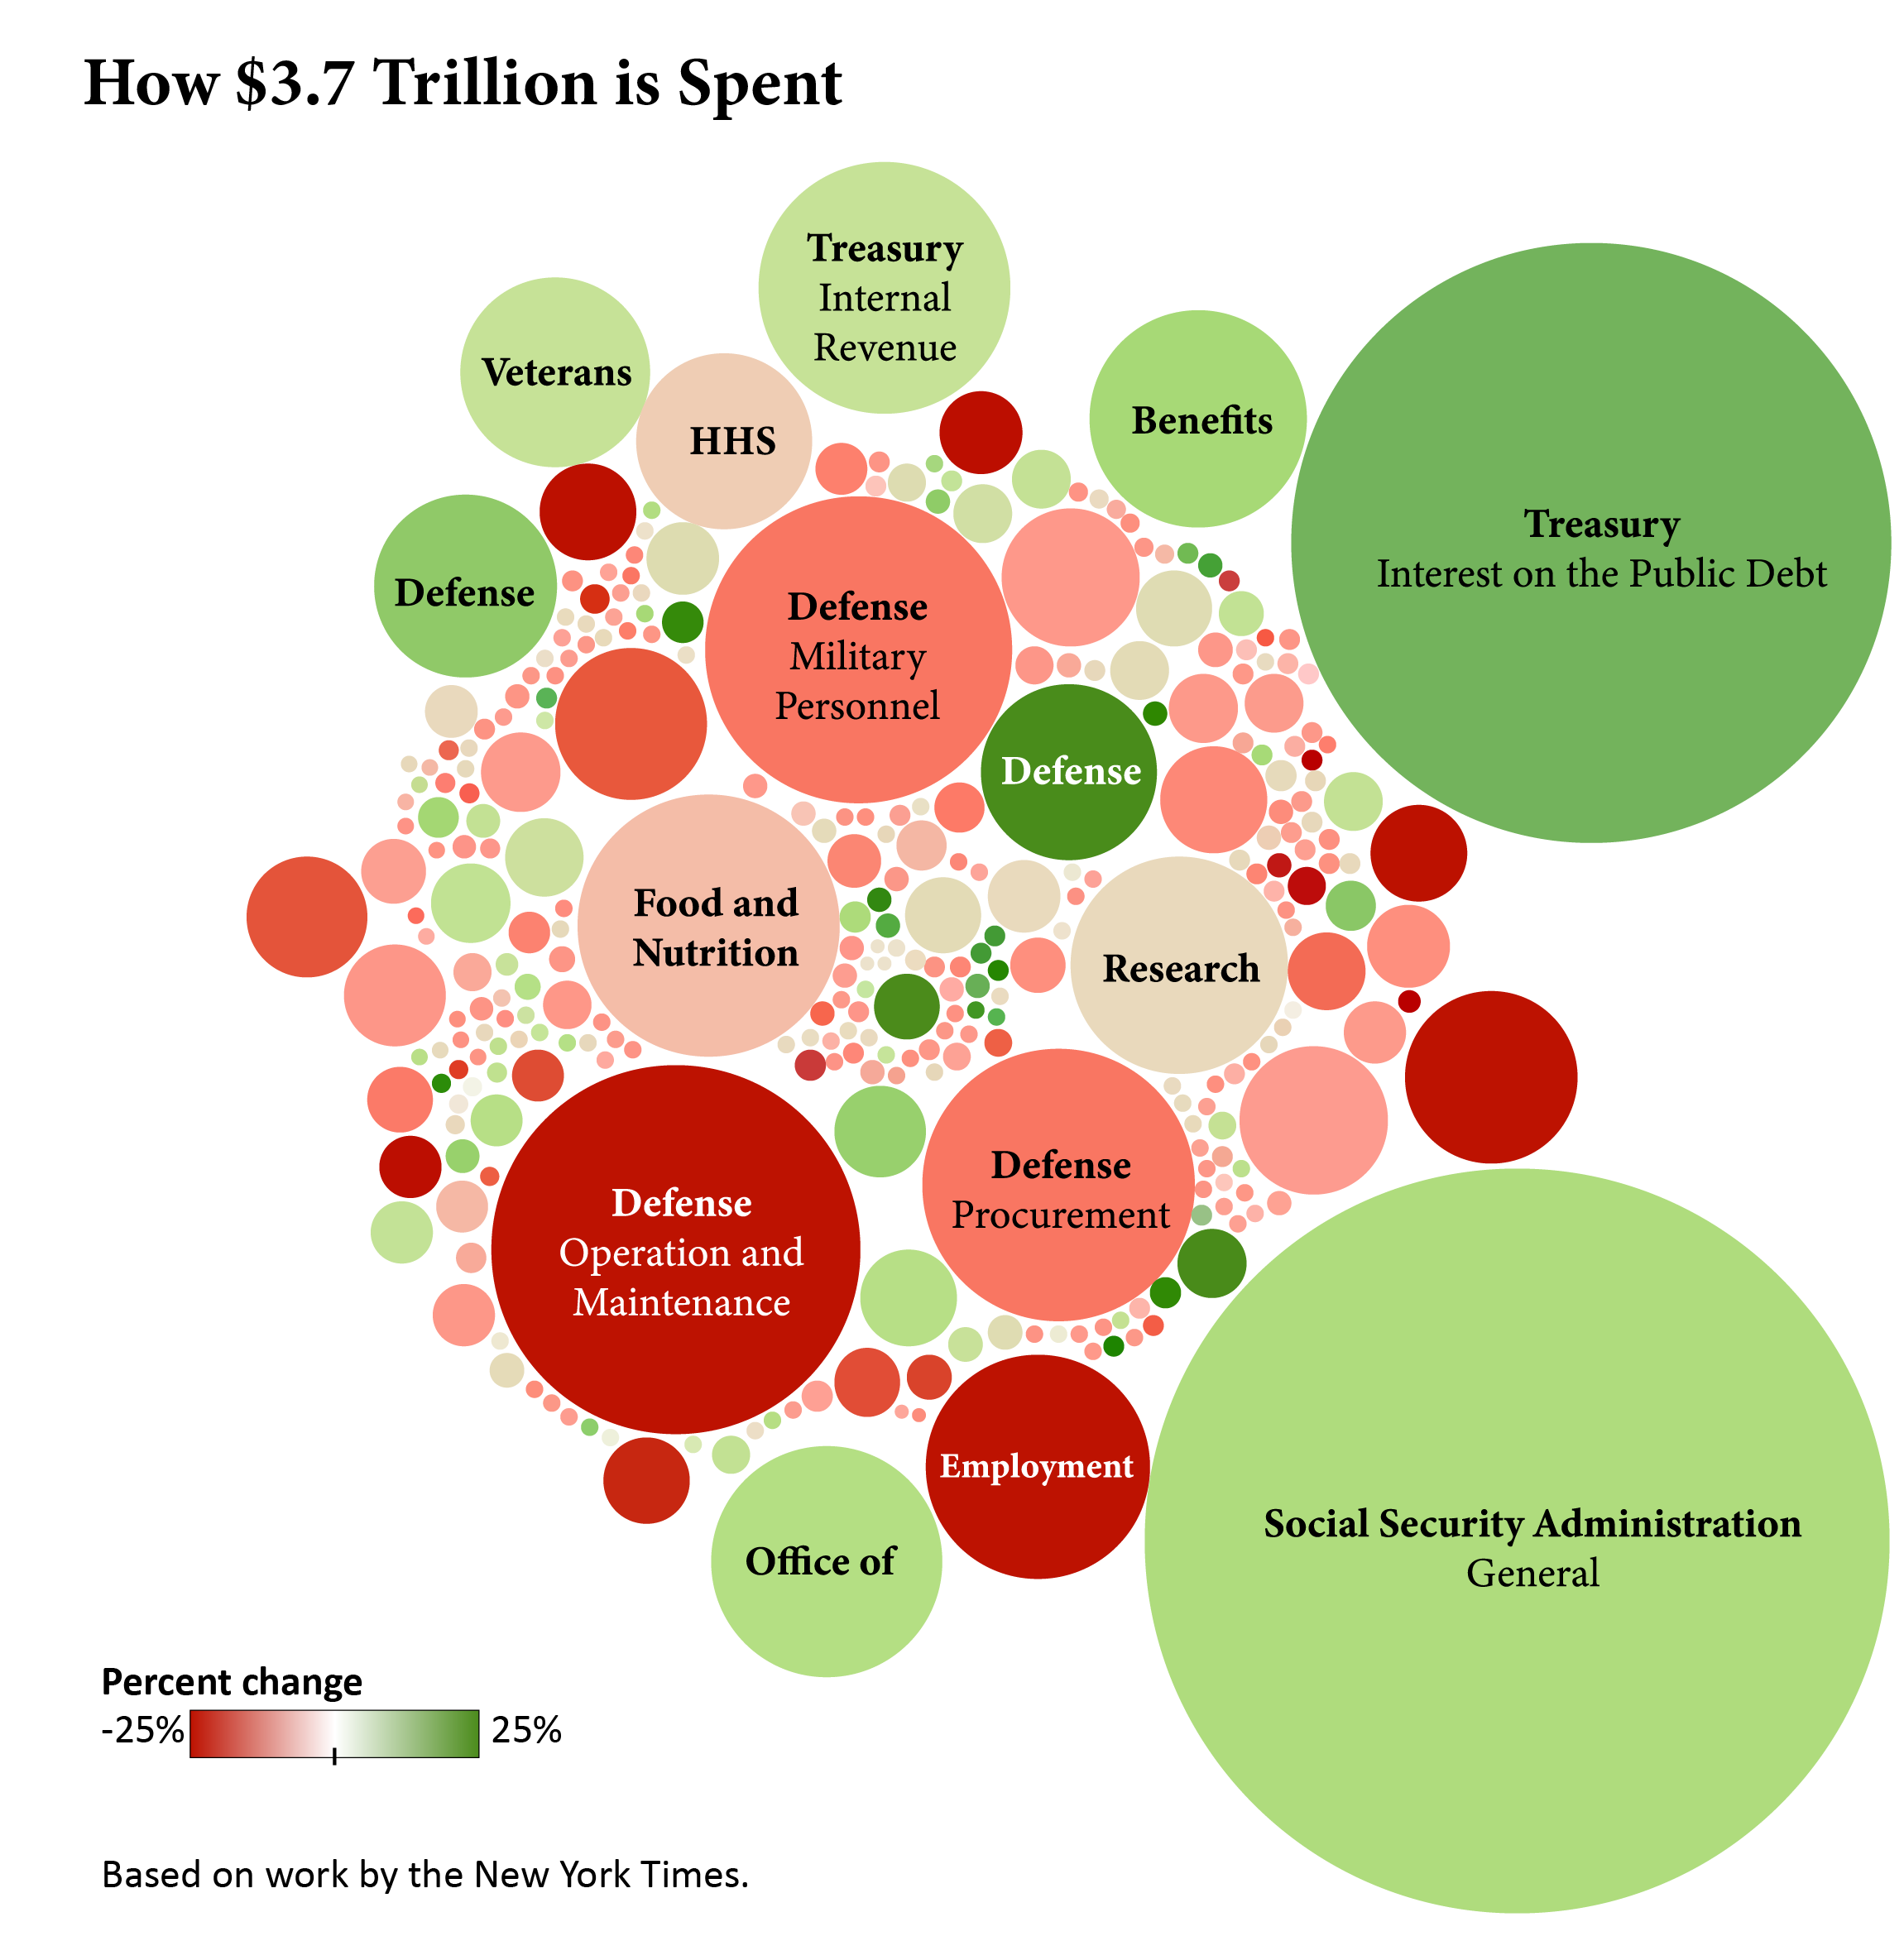 How $3.7 Trillion is Spent
Treasury
Internal
Revenue
Veterans
HHS
Benefits
Treasury
Interest on the Public Debt
Defense
Defense
Military
Personnel
Defense
Food and
Nutrition
Research
Defense
Procurement
Defense
Operation and
Maintenance
Employment
Office of
Social Security Administration
General
Percent change
-25%
25%
Based on work by the New York Times.